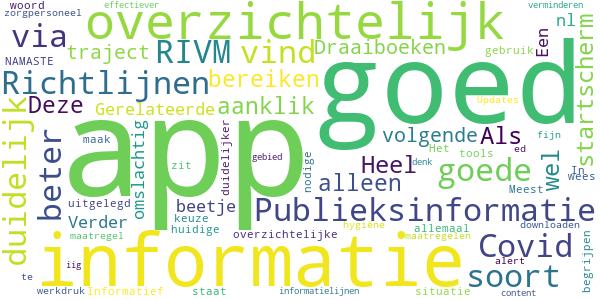 woord
effectiever
verminderen
zorgpersoneel
overzichtelijk
goed
via
traject
RIVM
vind
Draaiboeken
Een
nl
startscherm
NAMASTE
gebruik
Richtlijnen
bereiken
Deze
Gerelateerde
aanklik
Updates
app
duidelijk
beter
maak
omslachtig
zit
duidelijker
gebied
nodige
Heel
alleen
volgende
Als
Het
tools
ed
fijn
goede
denk
Meest
wel
In
wees
uitgelegd
beetje
Verder
keuze
huidige
Publieksinformatie
overzichtelijke
hygiene
allemaal
downloaden
maatregel
maatregelen
informatie
Covid
begrijpen
iig
alert
soort
te
werkdruk
Informatief
staat
informatielijnen
situatie
content